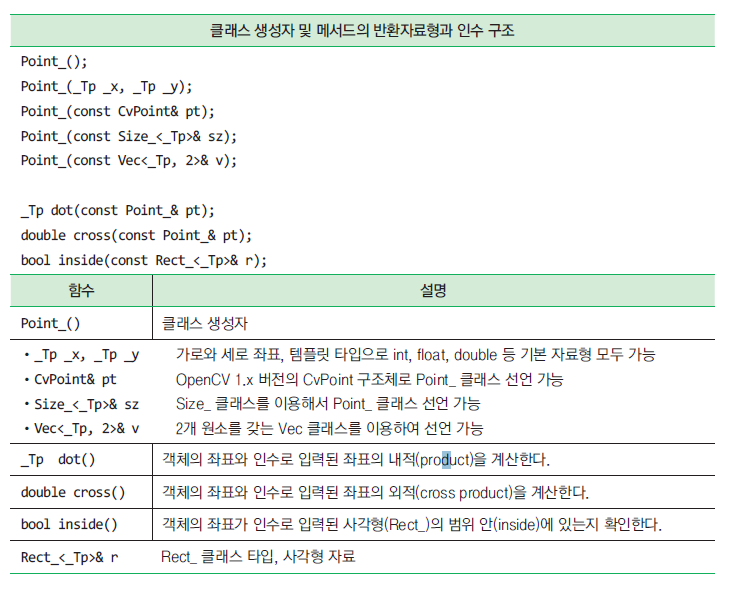 클래스 생성자 및 메서드의 반환자료형과 인수 구조
Point_();
Point_(_Tp _x, _Tp _y);
Point_(const CvPoint& pt);
Point_(const Size_<_Tp>& sz);
Point_(const Vec<_Tp, 2>& v);
_Tp dot(const Point_& pt);
double cross(const Point_& pt);
bool inside(const Rect_<_Tp>& r);
함수 설명
Point_() 클래스 생성자
• _Tp _x, _Tp _y 가로와 세로 좌표, 템플릿 타입으로 int, float, double 등 기본 자료형 모두 가능
• CvPoint& pt OpenCV 1.x 버전의 CvPoint 구조체로 Point_ 클래스 선언 가능
• Size_<_Tp>& sz Size_ 클래스를 이용해서 Point_ 클래스 선언 가능
• Vec<_Tp, 2>& v 2개 원소를 갖는 Vec 클래스를 이용하여 선언 가능
_Tp dot() 객체의 좌표와 인수로 입력된 좌표의 내적(product)을 계산한다.
double cross() 객체의 좌표와 인수로 입력된 좌표의 외적(cross product)을 계산한다.
bool inside() 객체의 좌표가 인수로 입력된 사각형(Rect_)의 범위 안(inside)에 있는지 확인한다.
Rect_<_Tp>& r Rect_ 클래스 타입, 사각형 자료